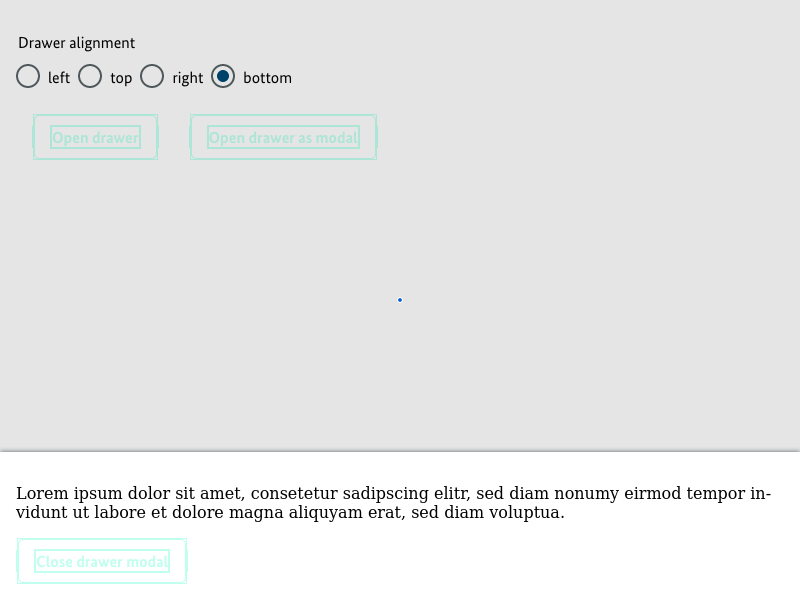 Drawer alignment
left top right bottom
Open drawer Open drawer as modal
Lorem ipsum dolor sit amet, consetetur sadipscing elitr, sed diam nonumy eirmod tempor in-
vidunt ut labore et dolore magna aliquyam erat, sed diam voluptua.
Close drawer modal